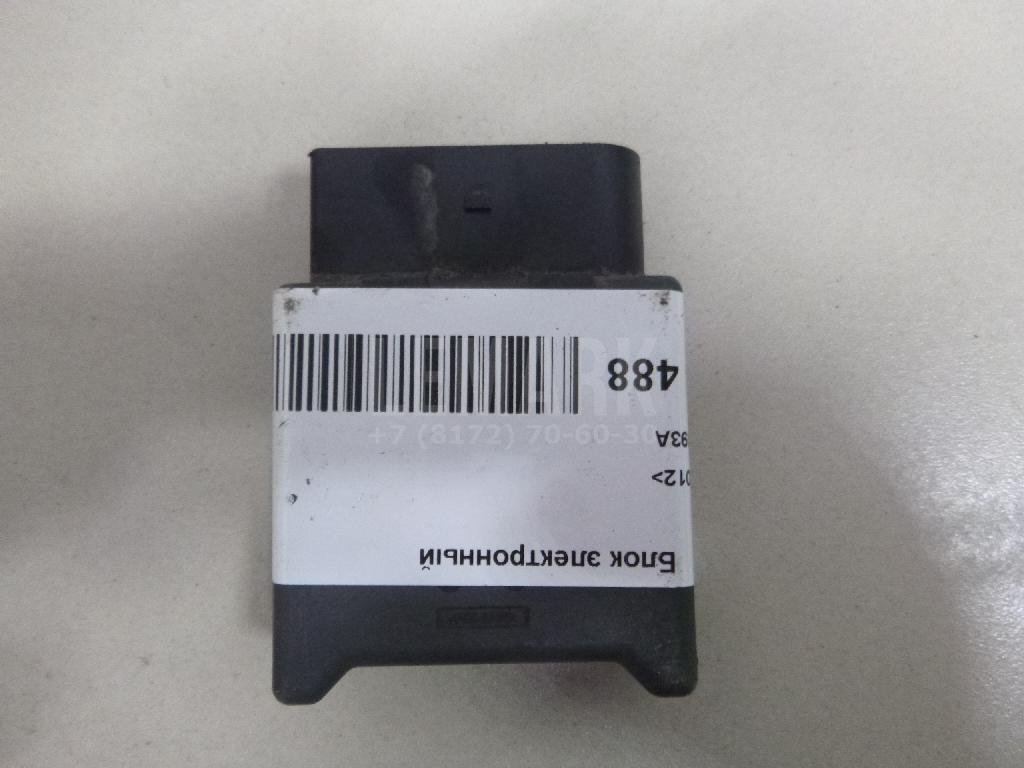 Блок электронный
012>
93A
488
+7 (8172) 70-60-30